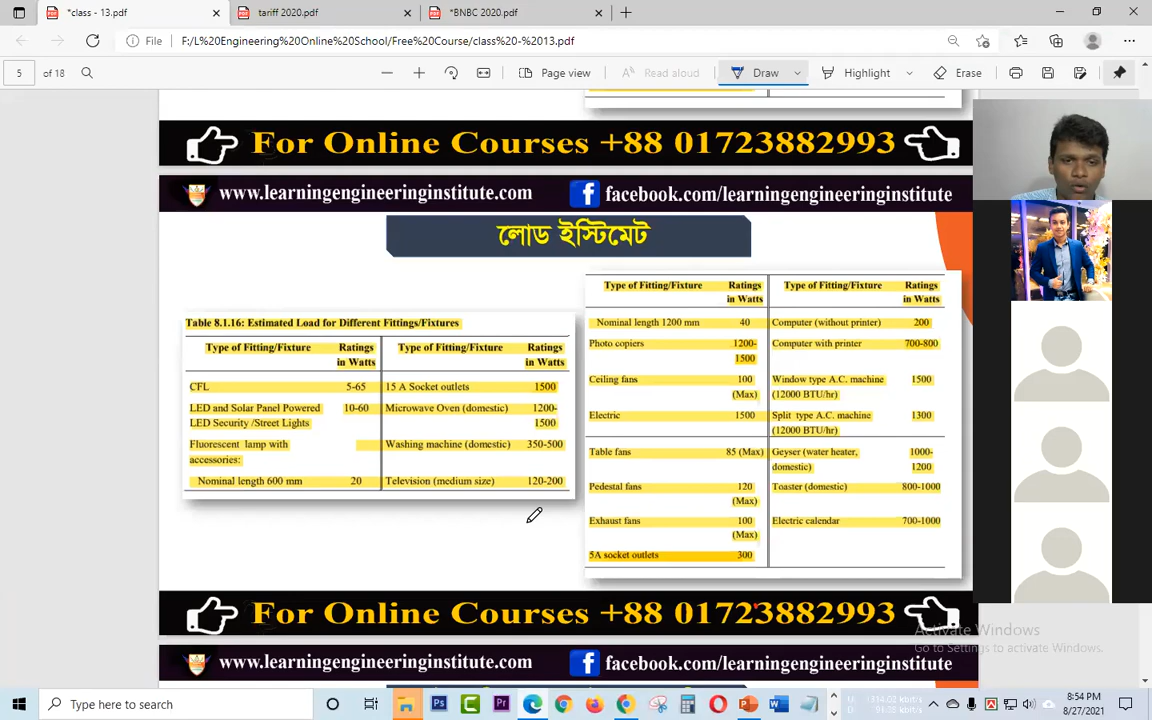 *class - 13.pdf
tariff 2020.pdf
*BNBC 2020.pdf
File
F:/L%20Engineering%20Online%20School/Free%20Course/class%20-%2013.pdf
5 of 18
Page view
Read aloud
Draw
Highlight
Erase
For Online Courses +88 01723882993
www.learningengineeringinstitute.com
facebook.com/learningengineeringinstitute
লোড ইস্টিমেট
Table 8.1.16: Estimated Load for Different Fittings/Fixtures
Type of Fitting/Fixture Ratings in Watts Type of Fitting/Fixture Ratings in Watts
CFL 5-65 15 A Socket outlets 1500
LED and Solar Panel Powered 10-60 Microwave Oven (domestic) 1200-
LED Security /Street Lights 1500
Fluorescent lamp with Washing machine (domestic) 350-500
accessories:
Nominal length 600 mm 20 Television (medium size) 120-200
Type of Fitting/Fixture Ratings in Watts Type of Fitting/Fixture Ratings in Watts
Nominal length 1200 mm 40 Computer (without printer) 200
Photo copiers 1200- Computer with printer 700-800
1500
Ceiling fans 100 Window type A.C. machine 1500
(Max) (12000 BTU/hr)
Electric 1500 Split type A.C. machine 1300
(12000 BTU/hr)
Table fans 85 (Max) Geyser (water heater, 1000-
domestic) 1200
Pedestal fans 120 Toaster (domestic) 800-1000
(Max)
Exhaust fans 100 Electric calendar 700-1000
(Max)
5A socket outlets 300
For Online Courses +88 01723882993
Activate Windows
Go to Settings to activate Windows.
www.learningengineeringinstitute.com
facebook.com/learningengineeringinstitute
Type here to search
8:54 PM
8/27/2021